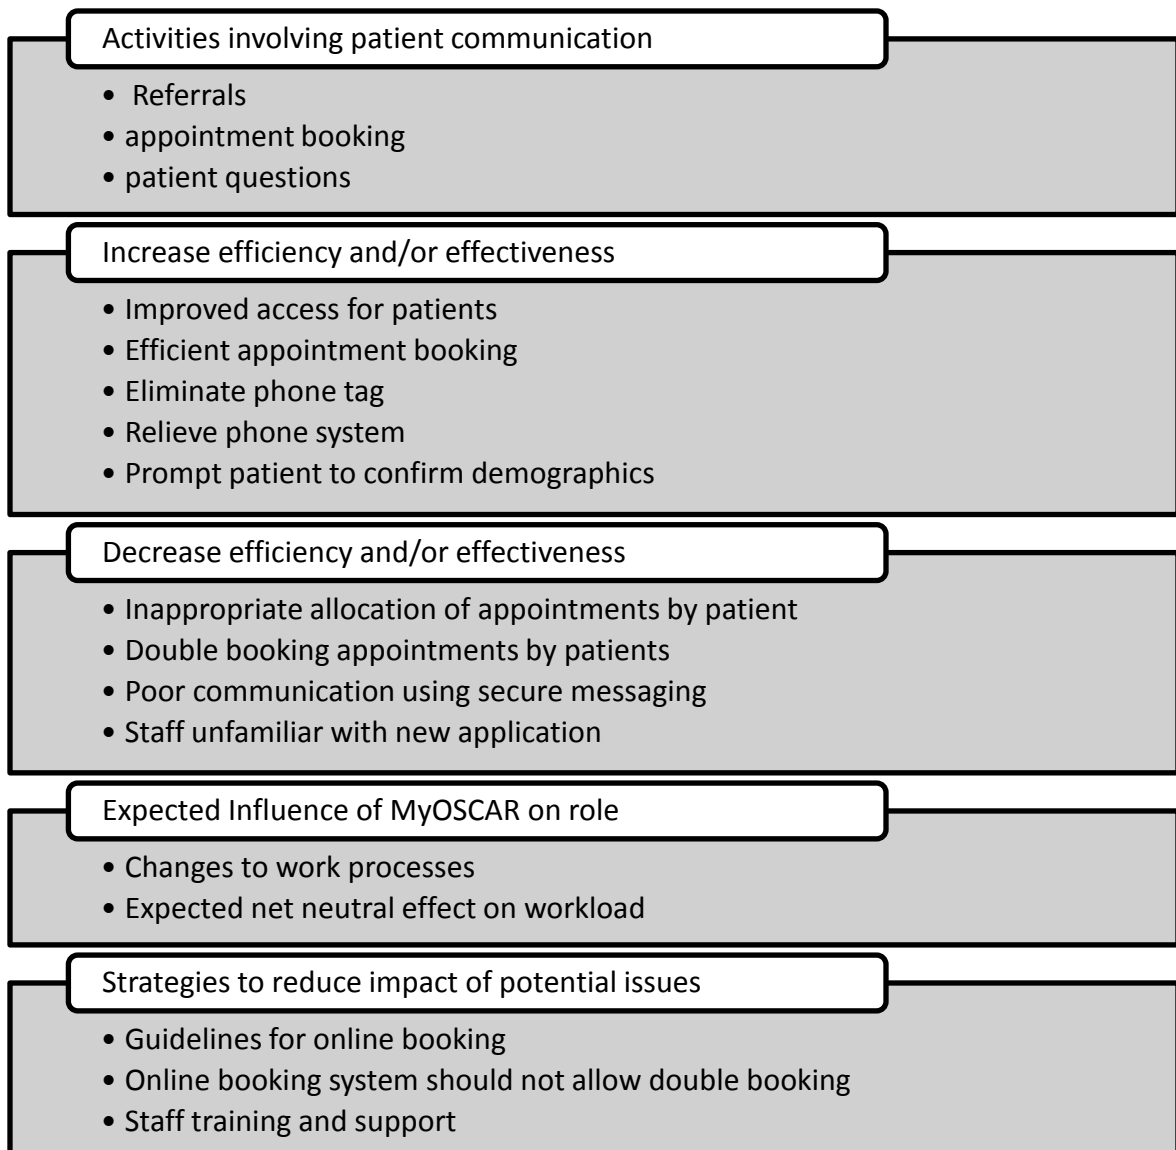 Activities involving patient communication
• Referrals
• appointment booking
• patient questions
Increase efficiency and/or effectiveness
• Improved access for patients
• Efficient appointment booking
• Eliminate phone tag
• Relieve phone system
• Prompt patient to confirm demographics
Decrease efficiency and/or effectiveness
• Inappropriate allocation of appointments by patient
• Double booking appointments by patients
• Poor communication using secure messaging
• Staff unfamiliar with new application
Expected Influence of MyOSCAR on role
• Changes to work processes
• Expected net neutral effect on workload
Strategies to reduce impact of potential issues
• Guidelines for online booking
• Online booking system should not allow double booking
• Staff training and support